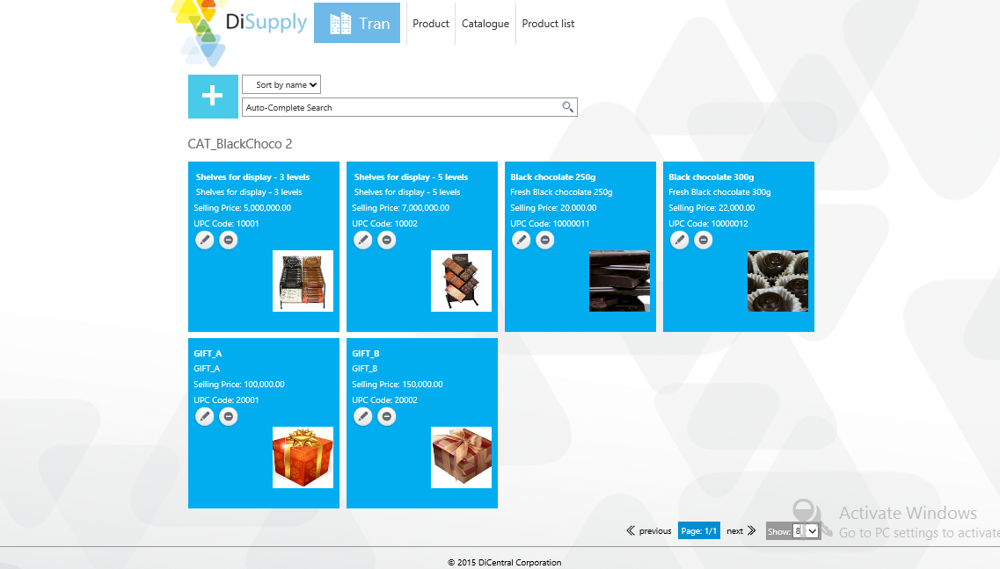 DiSupply
Tran
Product
Catalogue
Product list
Sort by name
Auto-Complete Search
CAT_BlackChoco 2
Shelves for display - 3 levels
Shelves for display - 3 levels
Selling Price: 5,000,000.00
UPC Code: 10001
Shelves for display - 5 levels
Shelves for display - 5 levels
Selling Price: 7,000,000.00
UPC Code: 10002
Black chocolate 250g
Fresh Black chocolate 250g
Selling Price: 20,000.00
UPC Code: 10000011
Black chocolate 300g
Fresh Black chocolate 300g
Selling Price: 22,000.00
UPC Code: 10000012
GIFT_A
GIFT_A
Selling Price: 100,000.00
UPC Code: 20001
GIFT_B
GIFT_B
Selling Price: 150,000.00
UPC Code: 20002
previous
Page: 1/1
next
Show: 8
Activate Windows
Go to PC settings to activate
© 2015 DiCentral Corporation